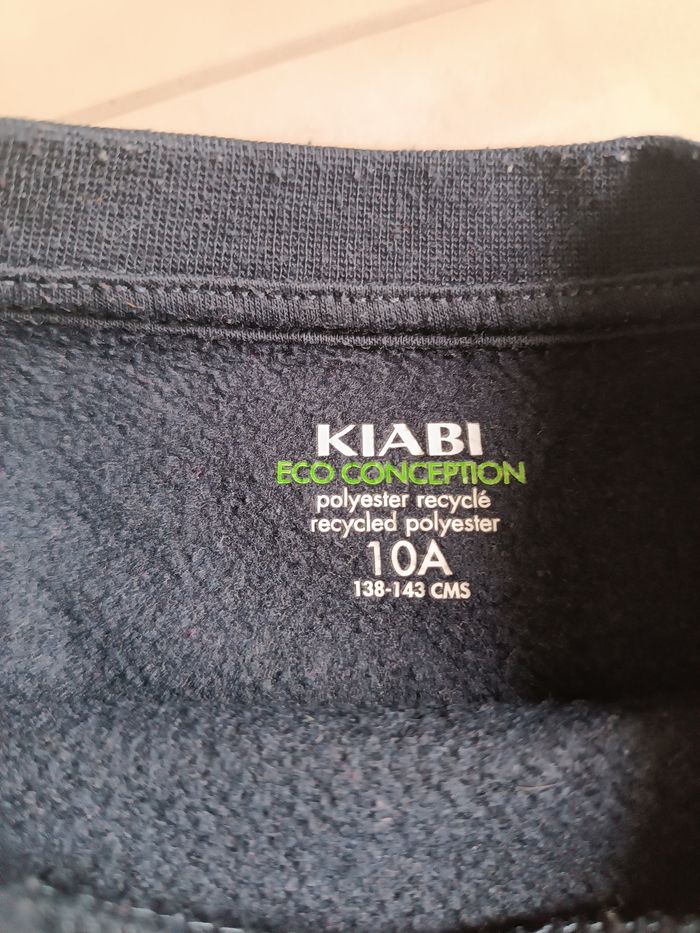 KIABI
ECO CONCEPTION
polyester recyclé
recycled polyester
10A
138-143 CMS